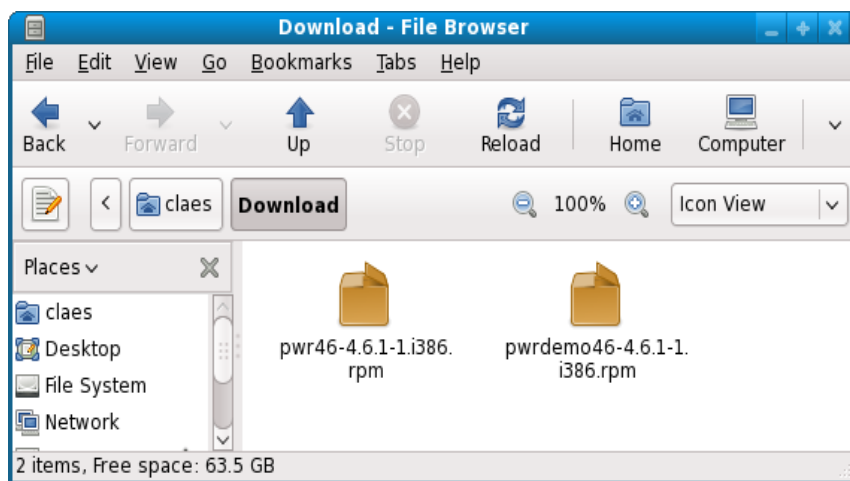 Download - File Browser
File Edit View Go Bookmarks Tabs Help
Back Forward Up Stop Reload Home Computer
claes Download 100% Icon View
Places
claes
Desktop
File System
Network
pwr46-4.6.1-1.i386.
rpm
pwrdemo46-4.6.1-1.
i386.rpm
2 items, Free space: 63.5 GB